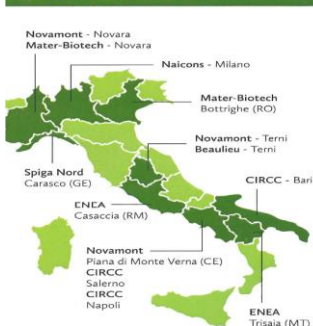 Novamont - Novara
Mater-Biotech - Novara
Naicons - Milano
Mater-Biotech
Bottrighe (RO)
Novamont - Terni
Beaulieu - Terni
Spiga Nord
Carasco (GE)
CIRCC - Bari
ENEA
Casaccia (RM)
Novamont
Piana di Monte Verna (CE)
CIRCC
Salerno
CIRCC
Napoli
ENEA
Trisaia (MT)